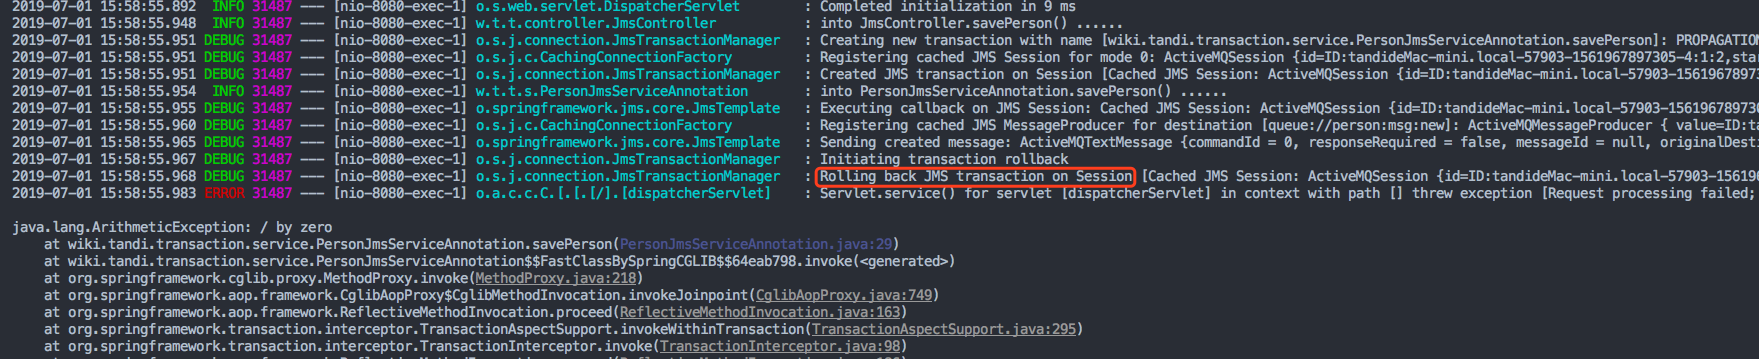 2019-07-01 15:58:55.892  INFO 31487 --- [nio-8080-exec-1] o.s.web.servlet.DispatcherServlet        : Completed initialization in 9 ms
2019-07-01 15:58:55.948  INFO 31487 --- [nio-8080-exec-1] w.t.t.controller.JmsController           : into JmsController.savePerson() ......
2019-07-01 15:58:55.951 DEBUG 31487 --- [nio-8080-exec-1] o.s.j.connection.JmsTransactionManager   : Creating new transaction with name [wiki.tandi.transaction.service.PersonJmsServiceAnnotation.savePerson]: PROPAGATION
2019-07-01 15:58:55.951 DEBUG 31487 --- [nio-8080-exec-1] o.s.j.c.CachingConnectionFactory         : Registering cached JMS Session for mode 0: ActiveMQSession {id=ID:tandideMac-mini.local-57903-1561967897305-4:1:2,star
2019-07-01 15:58:55.951 DEBUG 31487 --- [nio-8080-exec-1] o.s.j.connection.JmsTransactionManager   : Created JMS transaction on Session [Cached JMS Session: ActiveMQSession {id=ID:tandideMac-mini.local-57903-1561967897
2019-07-01 15:58:55.954  INFO 31487 --- [nio-8080-exec-1] w.t.t.s.PersonJmsServiceAnnotation       : into PersonJmsServiceAnnotation.savePerson() ......
2019-07-01 15:58:55.956 DEBUG 31487 --- [nio-8080-exec-1] o.springframework.jms.core.JmsTemplate   : Executing callback on JMS Session: Cached JMS Session: ActiveMQSession {id=ID:tandideMac-mini.local-57903-15619678973
2019-07-01 15:58:55.960 DEBUG 31487 --- [nio-8080-exec-1] o.s.j.c.CachingConnectionFactory         : Registering cached JMS MessageProducer for destination [queue://person:msg:new]: ActiveMQMessageProducer { value=ID:ta
2019-07-01 15:58:55.965 DEBUG 31487 --- [nio-8080-exec-1] o.springframework.jms.core.JmsTemplate   : Sending created message: ActiveMQTextMessage {commandId = 0, responseRequired = false, messageId = null, originalDesti
2019-07-01 15:58:55.967 DEBUG 31487 --- [nio-8080-exec-1] o.s.j.connection.JmsTransactionManager   : Initiating transaction rollback
2019-07-01 15:58:55.968 DEBUG 31487 --- [nio-8080-exec-1] o.s.j.connection.JmsTransactionManager   : Rolling back JMS transaction on Session [Cached JMS Session: ActiveMQSession {id=ID:tandideMac-mini.local-57903-15619
2019-07-01 15:58:55.983 ERROR 31487 --- [nio-8080-exec-1] o.a.c.c.C.[.[.[/].[dispatcherServlet]    : Servlet.service() for servlet [dispatcherServlet] in context with path [] threw exception [Request processing failed;
java.lang.ArithmeticException: / by zero
at wiki.tandi.transaction.service.PersonJmsServiceAnnotation.savePerson(PersonJmsServiceAnnotation.java:29)
at wiki.tandi.transaction.service.PersonJmsServiceAnnotation$$FastClassBySpringCGLIB$$64eab798.invoke(<generated>)
at org.springframework.cglib.proxy.MethodProxy.invoke(MethodProxy.java:218)
at org.springframework.aop.framework.CglibAopProxy$CglibMethodInvocation.invokeJoinpoint(CglibAopProxy.java:749)
at org.springframework.aop.framework.ReflectiveMethodInvocation.proceed(ReflectiveMethodInvocation.java:163)
at org.springframework.transaction.interceptor.TransactionAspectSupport.invokeWithinTransaction(TransactionAspectSupport.java:295)
at org.springframework.transaction.interceptor.TransactionInterceptor.invoke(TransactionInterceptor.java:98)